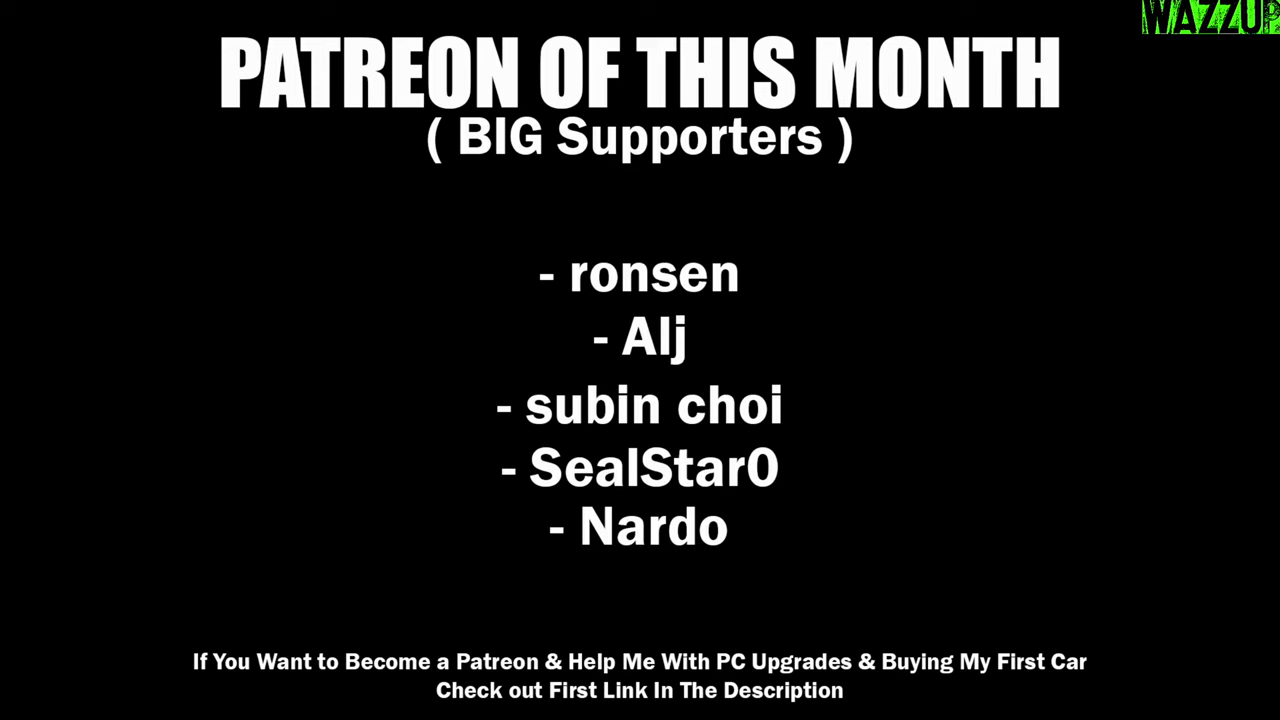 WAZZUP
PATREON OF THIS MONTH
( BIG Supporters )
- ronsen
- Alj
- subin choi
- SealStar0
- Nardo
If You Want to Become a Patreon & Help Me With PC Upgrades & Buying My First Car
Check out First Link In The Description